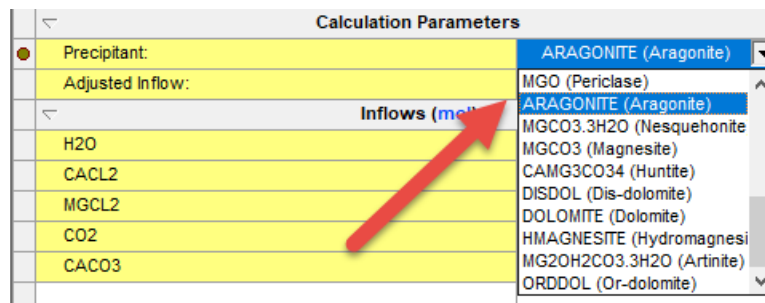 Calculation Parameters
Precipitant:
ARAGONITE (Aragonite)
Adjusted Inflow:
MGO (Periclase)
ARAGONITE (Aragonite)
Inflows (mol)
MGCO3.3H2O (Nesquehonite
H2O
MGCO3 (Magnesite)
CACL2
CAMG3CO34 (Huntite)
MGCL2
DISDOL (Dis-dolomite)
DOLOMITE (Dolomite)
CO2
HMAGNESITE (Hydromagnesi
CACO3
MG2OH2CO3.3H2O (Artinite)
ORDDOL (Or-dolomite)